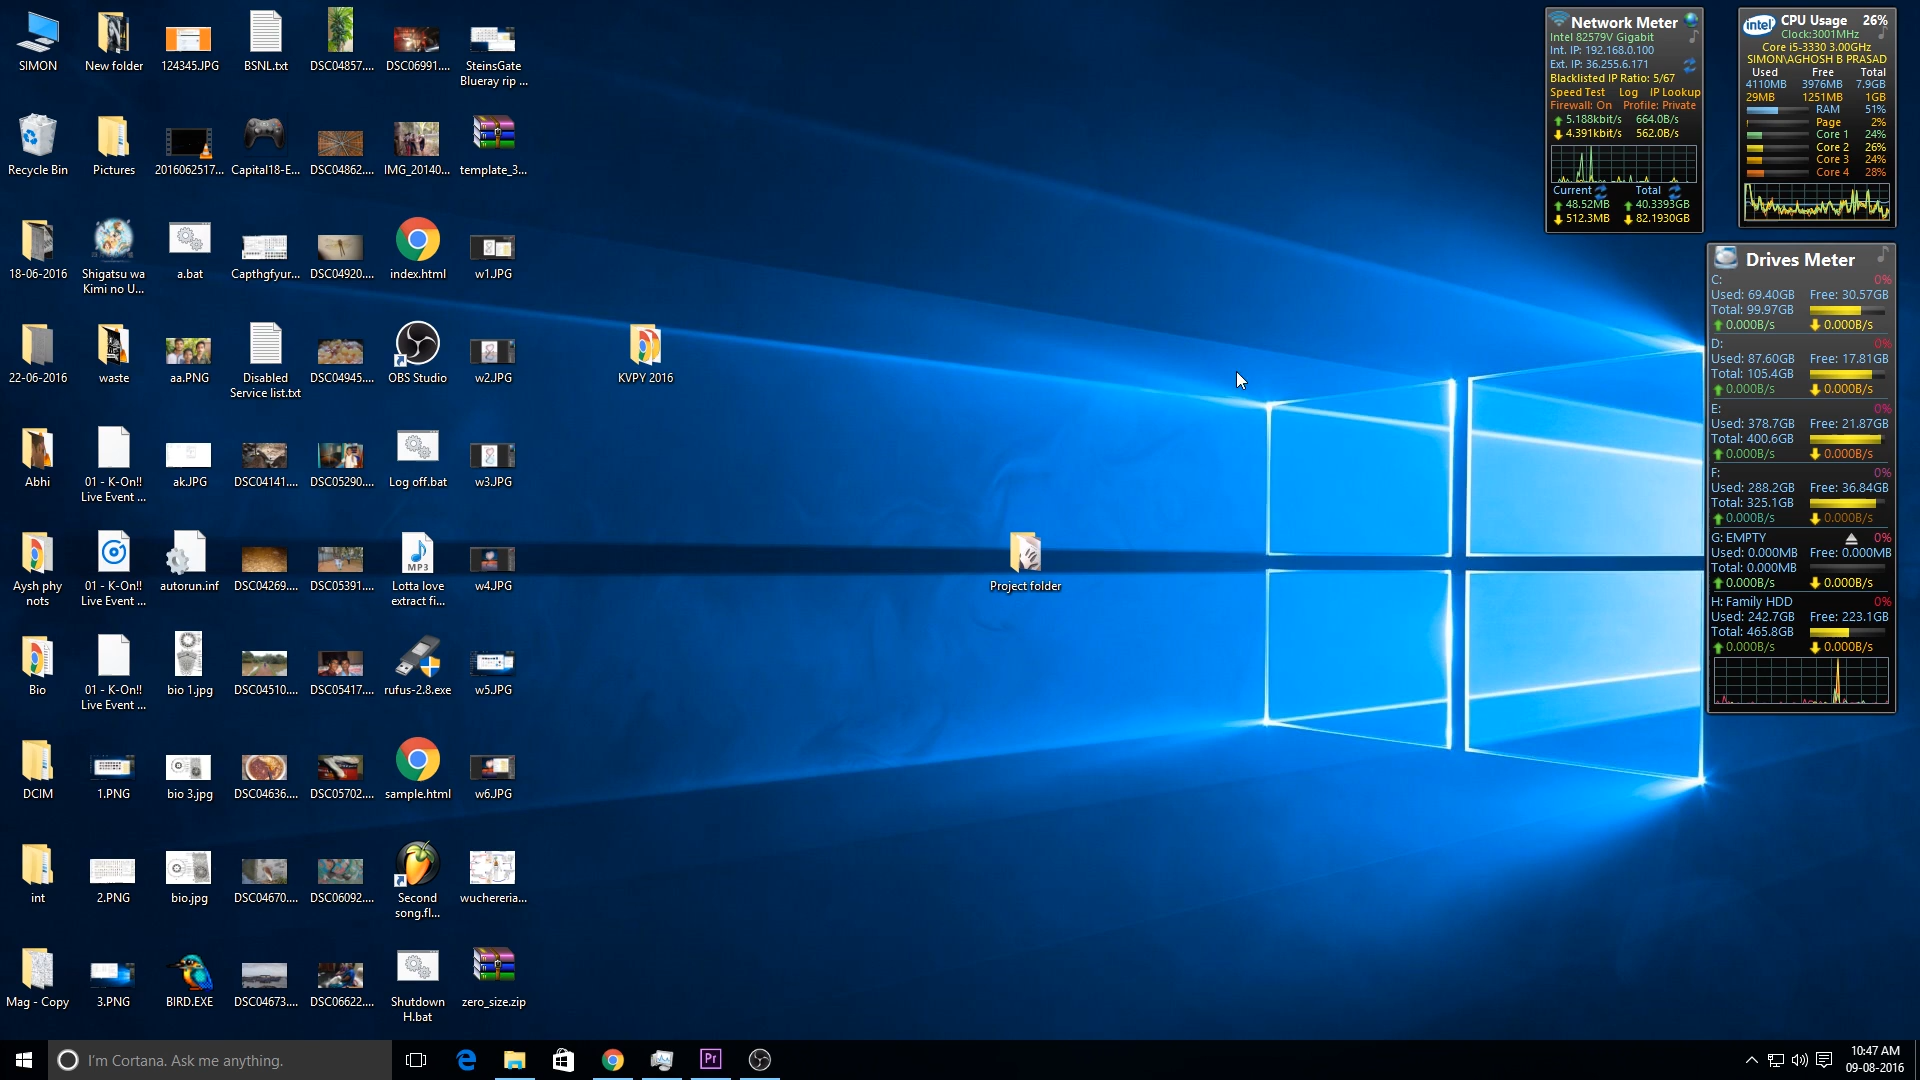 SIMON
New folder
124345.JPG
BSNL.txt
DSC04857....
DSC06991....
SteinsGate
Blueray rip ...
Recycle Bin
Pictures
2016062517...
Capital18-E...
DSC04862....
IMG_20140...
template_3...
18-06-2016
Shigatsu wa
Kimi no U...
a.bat
Capthgfyur...
DSC04920....
index.html
w1.JPG
22-06-2016
waste
aa.PNG
Disabled
Service list.txt
DSC04945....
OBS Studio
w2.JPG
KVPY 2016
Abhi
01 - K-On!!
Live Event ...
ak.JPG
DSC04141....
DSC05290....
Log off.bat
w3.JPG
Aysh phy
nots
01 - K-On!!
Live Event ...
autorun.inf
DSC04269....
DSC05391....
MP3
Lotta love
extract fi...
w4.JPG
Project folder
Bio
01 - K-On!!
Live Event ...
bio 1.jpg
DSC04510....
DSC05417....
rufus-2.8.exe
w5.JPG
DCIM
1.PNG
bio 3.jpg
DSC04636....
DSC05702....
sample.html
w6.JPG
int
2.PNG
bio.jpg
DSC04670....
DSC06092....
Second
song.fl...
wuchereria...
Mag - Copy
3.PNG
BIRD.EXE
DSC04673....
DSC06622....
Shutdown
H.bat
zero_size.zip
Network Meter
Intel 82579V Gigabit
Int. IP: 192.168.0.100
Ext. IP: 36.255.6.171
Blacklisted IP Ratio: 5/67
Speed Test Log IP Lookup
Firewall: On Profile: Private
5.188kbit/s 664.0B/s
4.391kbit/s 562.0B/s
Current Total
48.52MB 40.3393GB
512.3MB 82.1930GB
intel CPU Usage 26%
Clock:3001MHz
Core i5-3330 3.00GHz
SIMON\AGHOSH B PRASAD
Used Free Total
4110MB 3976MB 7.9GB
29MB 1251MB 1GB
RAM 51%
Page 2%
Core 1 24%
Core 2 26%
Core 3 24%
Core 4 28%
Drives Meter
C: 0%
Used: 69.40GB Free: 30.57GB
Total: 99.97GB
0.000B/s 0.000B/s
D: 0%
Used: 87.60GB Free: 17.81GB
Total: 105.4GB
0.000B/s 0.000B/s
E: 0%
Used: 378.7GB Free: 21.87GB
Total: 400.6GB
0.000B/s 0.000B/s
F: 0%
Used: 288.2GB Free: 36.84GB
Total: 325.1GB
0.000B/s 0.000B/s
G: EMPTY 0%
Used: 0.000MB Free: 0.000MB
Total: 0.000MB
0.000B/s 0.000B/s
H: Family HDD 0%
Used: 242.7GB Free: 223.1GB
Total: 465.8GB
0.000B/s 0.000B/s
I'm Cortana. Ask me anything.
Pr
10:47 AM
09-08-2016